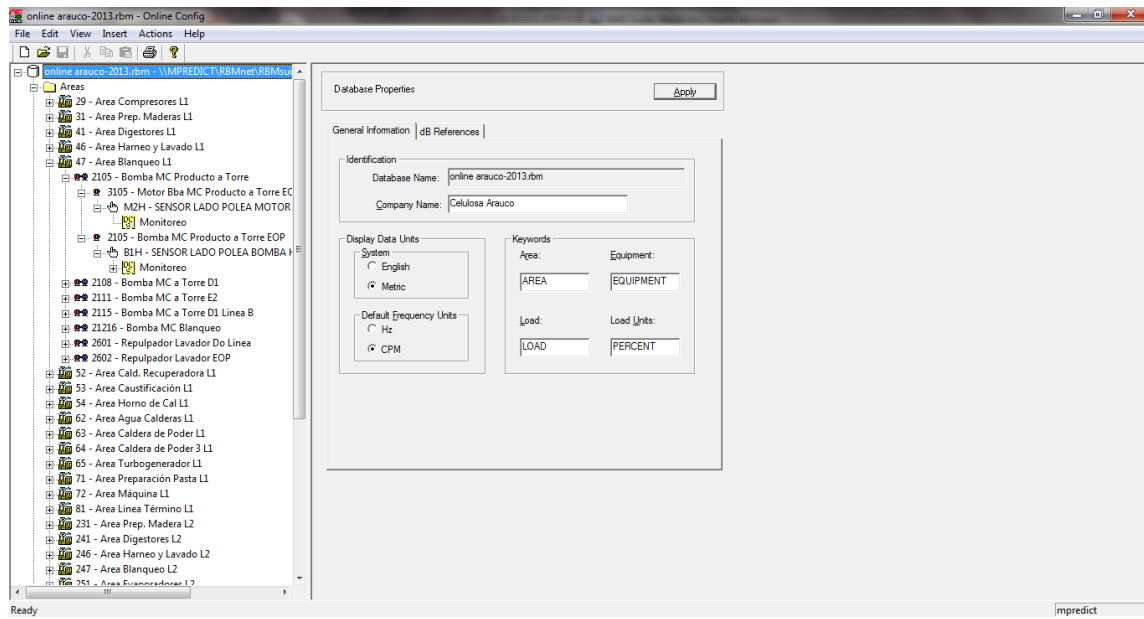 online arauco-2013.rbm - Online Config
File Edit View Insert Actions Help
online arauco-2013.rbm - \\MPREDICT\RBMnet\RBMsui
Areas
29 - Area Compresores L1
31 - Area Prep. Maderas L1
41 - Area Digestores L1
46 - Area Harneo y Lavado L1
47 - Area Blanqueo L1
2105 - Bomba MC Producto a Torre
3105 - Motor Bba MC Producto a Torre EO
M2H - SENSOR LADO POLEA MOTOR
Monitoreo
2105 - Bomba MC Producto a Torre EOP
B1H - SENSOR LADO POLEA BOMBA H
Monitoreo
2108 - Bomba MC a Torre D1
2111 - Bomba MC a Torre E2
2115 - Bomba MC a Torre D1 Linea B
21216 - Bomba MC Blanqueo
2601 - Repulpador Lavador Do Linea
2602 - Repulpador Lavador EOP
52 - Area Cald. Recuperadora L1
53 - Area Caustificación L1
54 - Area Horno de Cal L1
62 - Area Agua Calderas L1
63 - Area Caldera de Poder L1
64 - Area Caldera de Poder 3 L1
65 - Area Turbogenerador L1
71 - Area Preparación Pasta L1
72 - Area Máquina L1
81 - Area Linea Término L1
231 - Area Prep. Madera L2
241 - Area Digestores L2
246 - Area Harneo y Lavado L2
247 - Area Blanqueo L2
251 - Area Evaporadores L2
Database Properties
Apply
General Information
dB References
Identification
Database Name: online arauco-2013.rbm
Company Name: Celulosa Arauco
Display Data Units
System
English
Metric
Default Frequency Units
Hz
CPM
Keywords
Area: Equipment:
AREA EQUIPMENT
Load: Load Units:
LOAD PERCENT
Ready
mpredict